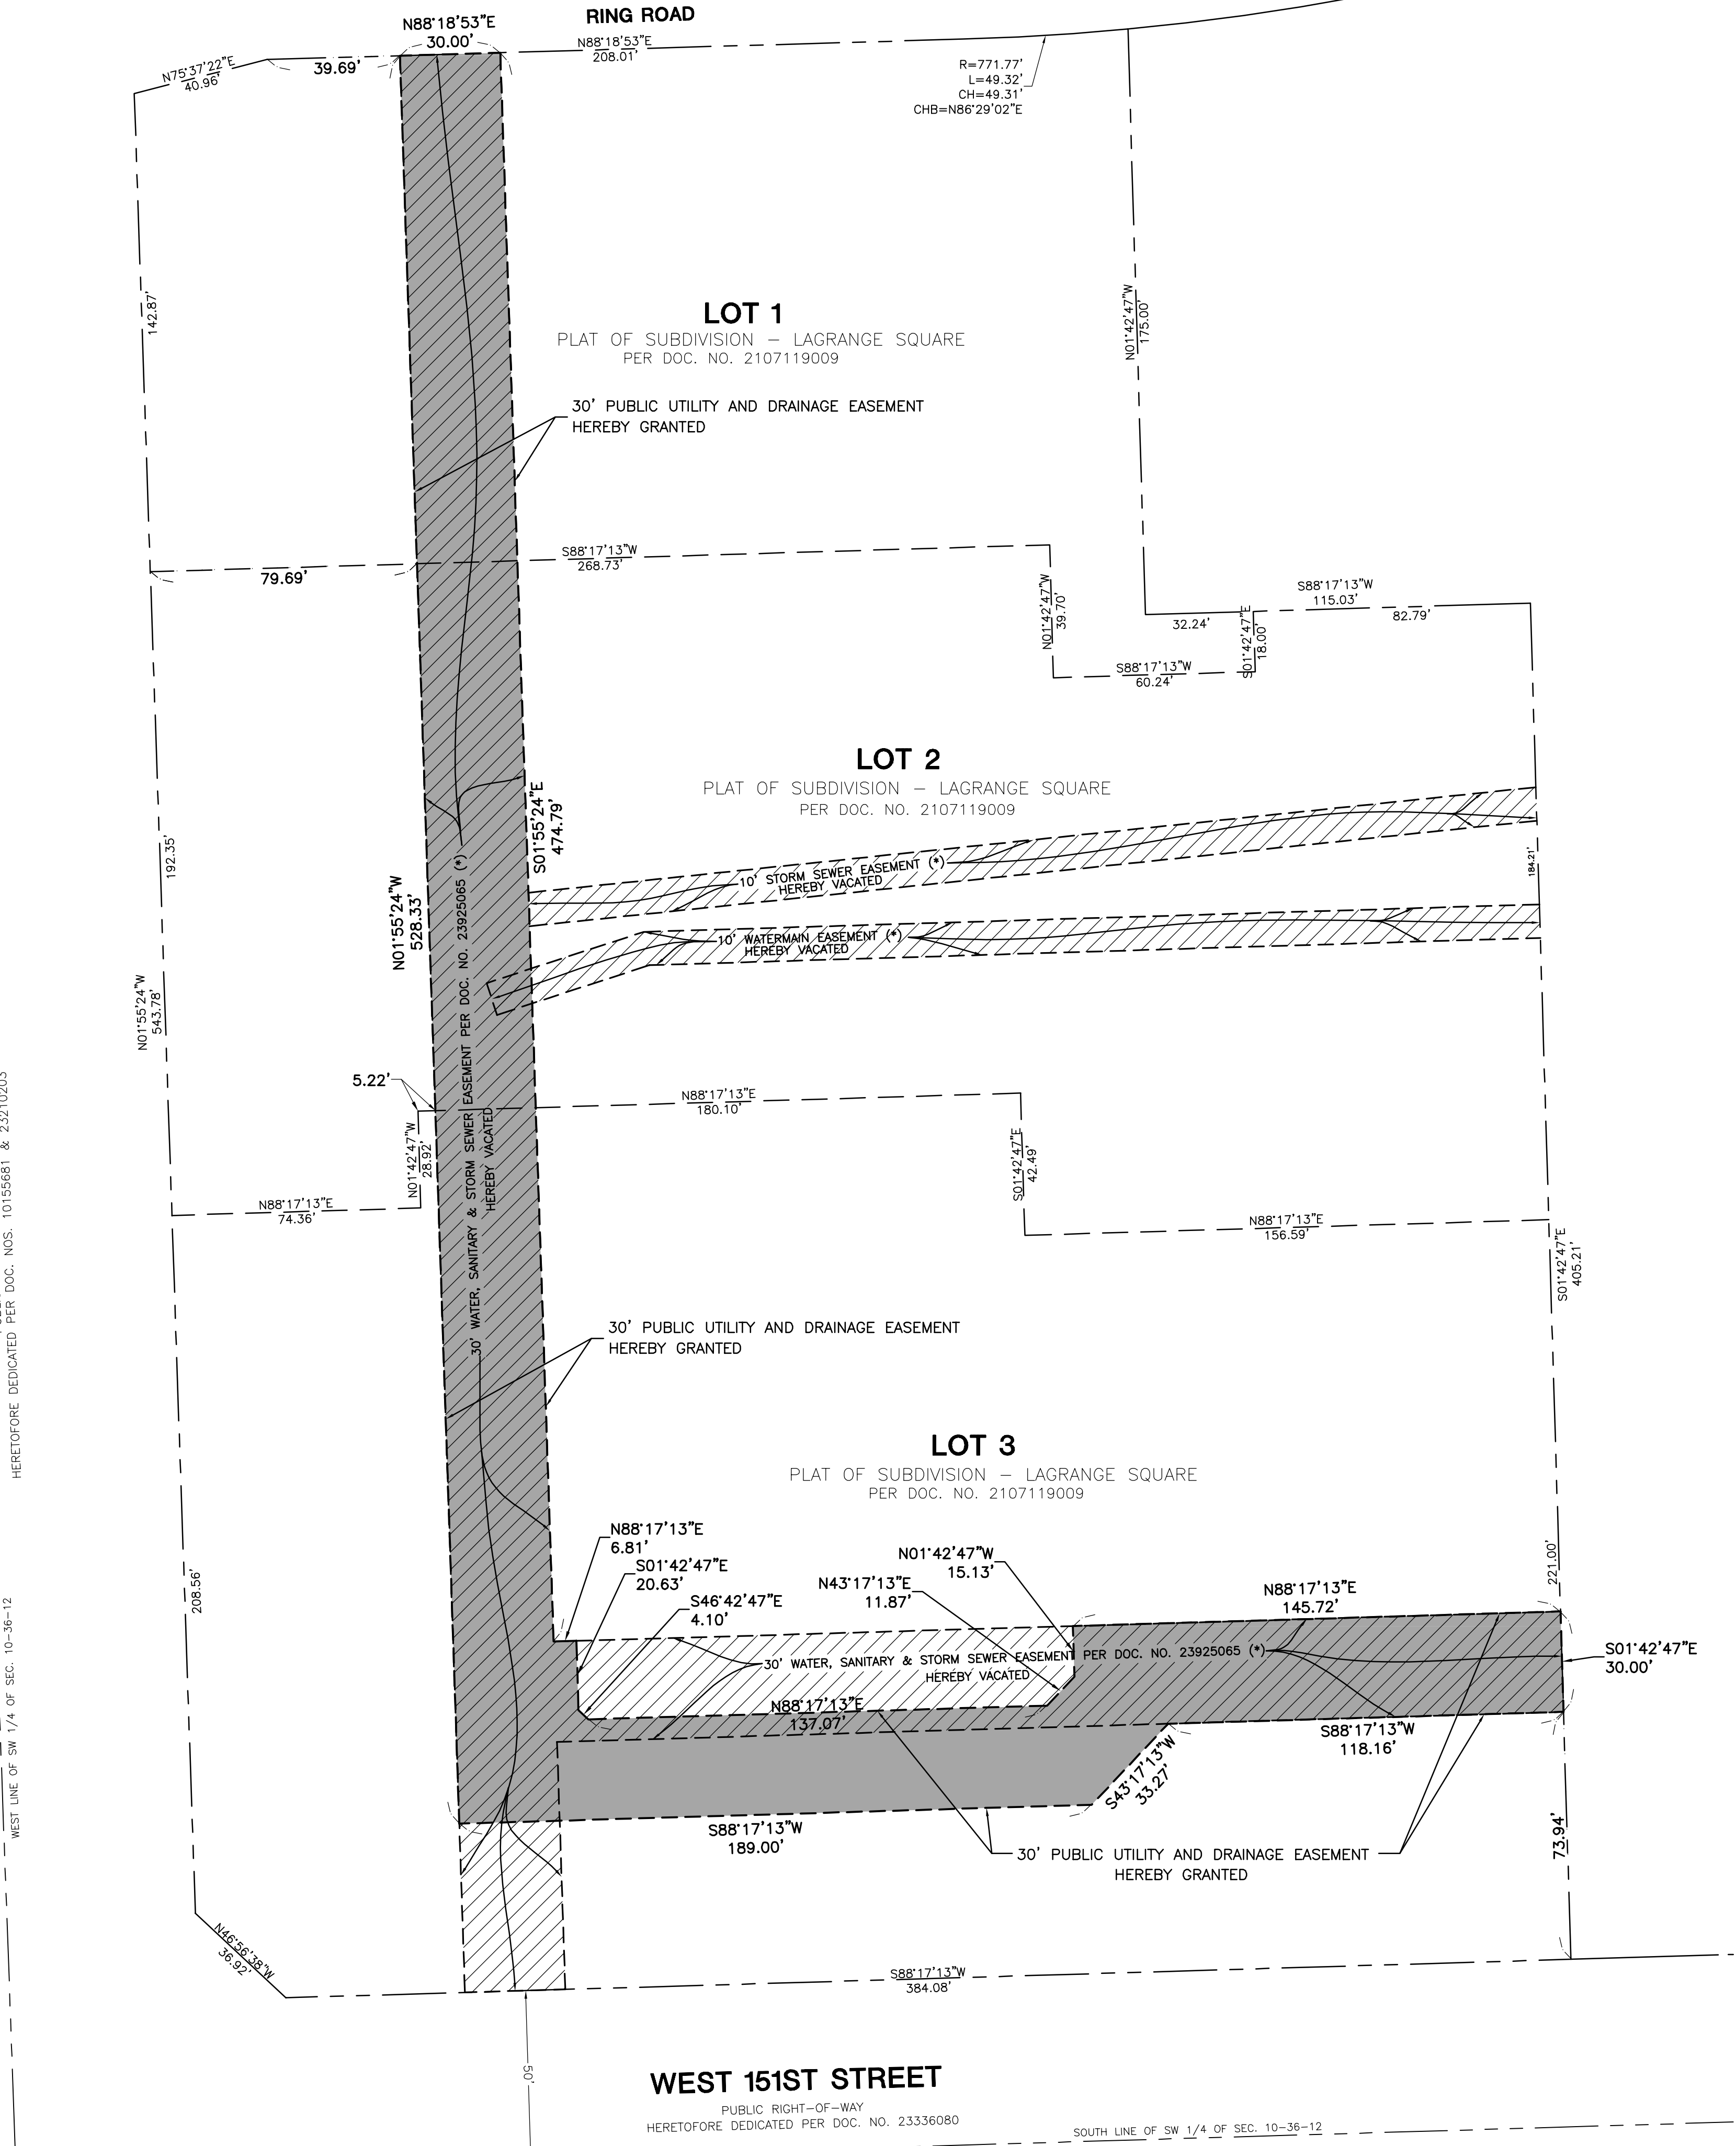 N88°18'53"E
30.00'
RING ROAD
N88°18'53"E
208.01'
N75°37'22"E
40.96'
39.69'
R=771.77'
L=49.32'
CH=49.31'
CHB=N86°29'02"E
142.87'
N01°42'47"W
175.00'
LOT 1
PLAT OF SUBDIVISION – LAGRANGE SQUARE
PER DOC. NO. 2107119009
30' PUBLIC UTILITY AND DRAINAGE EASEMENT
HEREBY GRANTED
79.69'
S88°17'13"W
268.73'
N01°42'47"W
39.70'
S88°17'13"W
60.24'
32.24'
S01°42'47"E
18.00'
S88°17'13"W
115.03'
82.79'
LOT 2
PLAT OF SUBDIVISION – LAGRANGE SQUARE
PER DOC. NO. 2107119009
S01°55'24"E
474.79'
192.35'
184.21'
10' STORM SEWER EASEMENT (*)
HEREBY VACATED
10' WATERMAIN EASEMENT (*)
HEREBY VACATED
N01°55'24"W
528.33'
N01°55'24"W
543.78'
30' WATER, SANITARY & STORM SEWER EASEMENT PER DOC. NO. 23925065 (*)
HEREBY VACATED
5.22'
N01°42'47"W
28.92'
N88°17'13"E
74.36'
N88°17'13"E
180.10'
S01°42'47"E
42.49'
N88°17'13"E
156.59'
S01°42'47"E
405.21'
HERETOFORE DEDICATED PER DOC. NOS. 10155681 & 23210203
30' PUBLIC UTILITY AND DRAINAGE EASEMENT
HEREBY GRANTED
LOT 3
PLAT OF SUBDIVISION – LAGRANGE SQUARE
PER DOC. NO. 2107119009
N88°17'13"E
6.81'
S01°42'47"E
20.63'
S46°42'47"E
4.10'
N01°42'47"W
15.13'
N43°17'13"E
11.87'
N88°17'13"E
145.72'
221.00'
208.56'
30' WATER, SANITARY & STORM SEWER EASEMENT PER DOC. NO. 23925065 (*)
HEREBY VACATED
S01°42'47"E
30.00'
N88°17'13"E
137.07'
S43°17'13"W
33.27'
S88°17'13"W
118.16'
S88°17'13"W
189.00'
30' PUBLIC UTILITY AND DRAINAGE EASEMENT
HEREBY GRANTED
73.94'
WEST LINE OF SW 1/4 OF SEC. 10-36-12
N46°56'38"W
36.92'
S88°17'13"W
384.08'
50'
WEST 151ST STREET
PUBLIC RIGHT-OF-WAY
HERETOFORE DEDICATED PER DOC. NO. 23336080
SOUTH LINE OF SW 1/4 OF SEC. 10-36-12